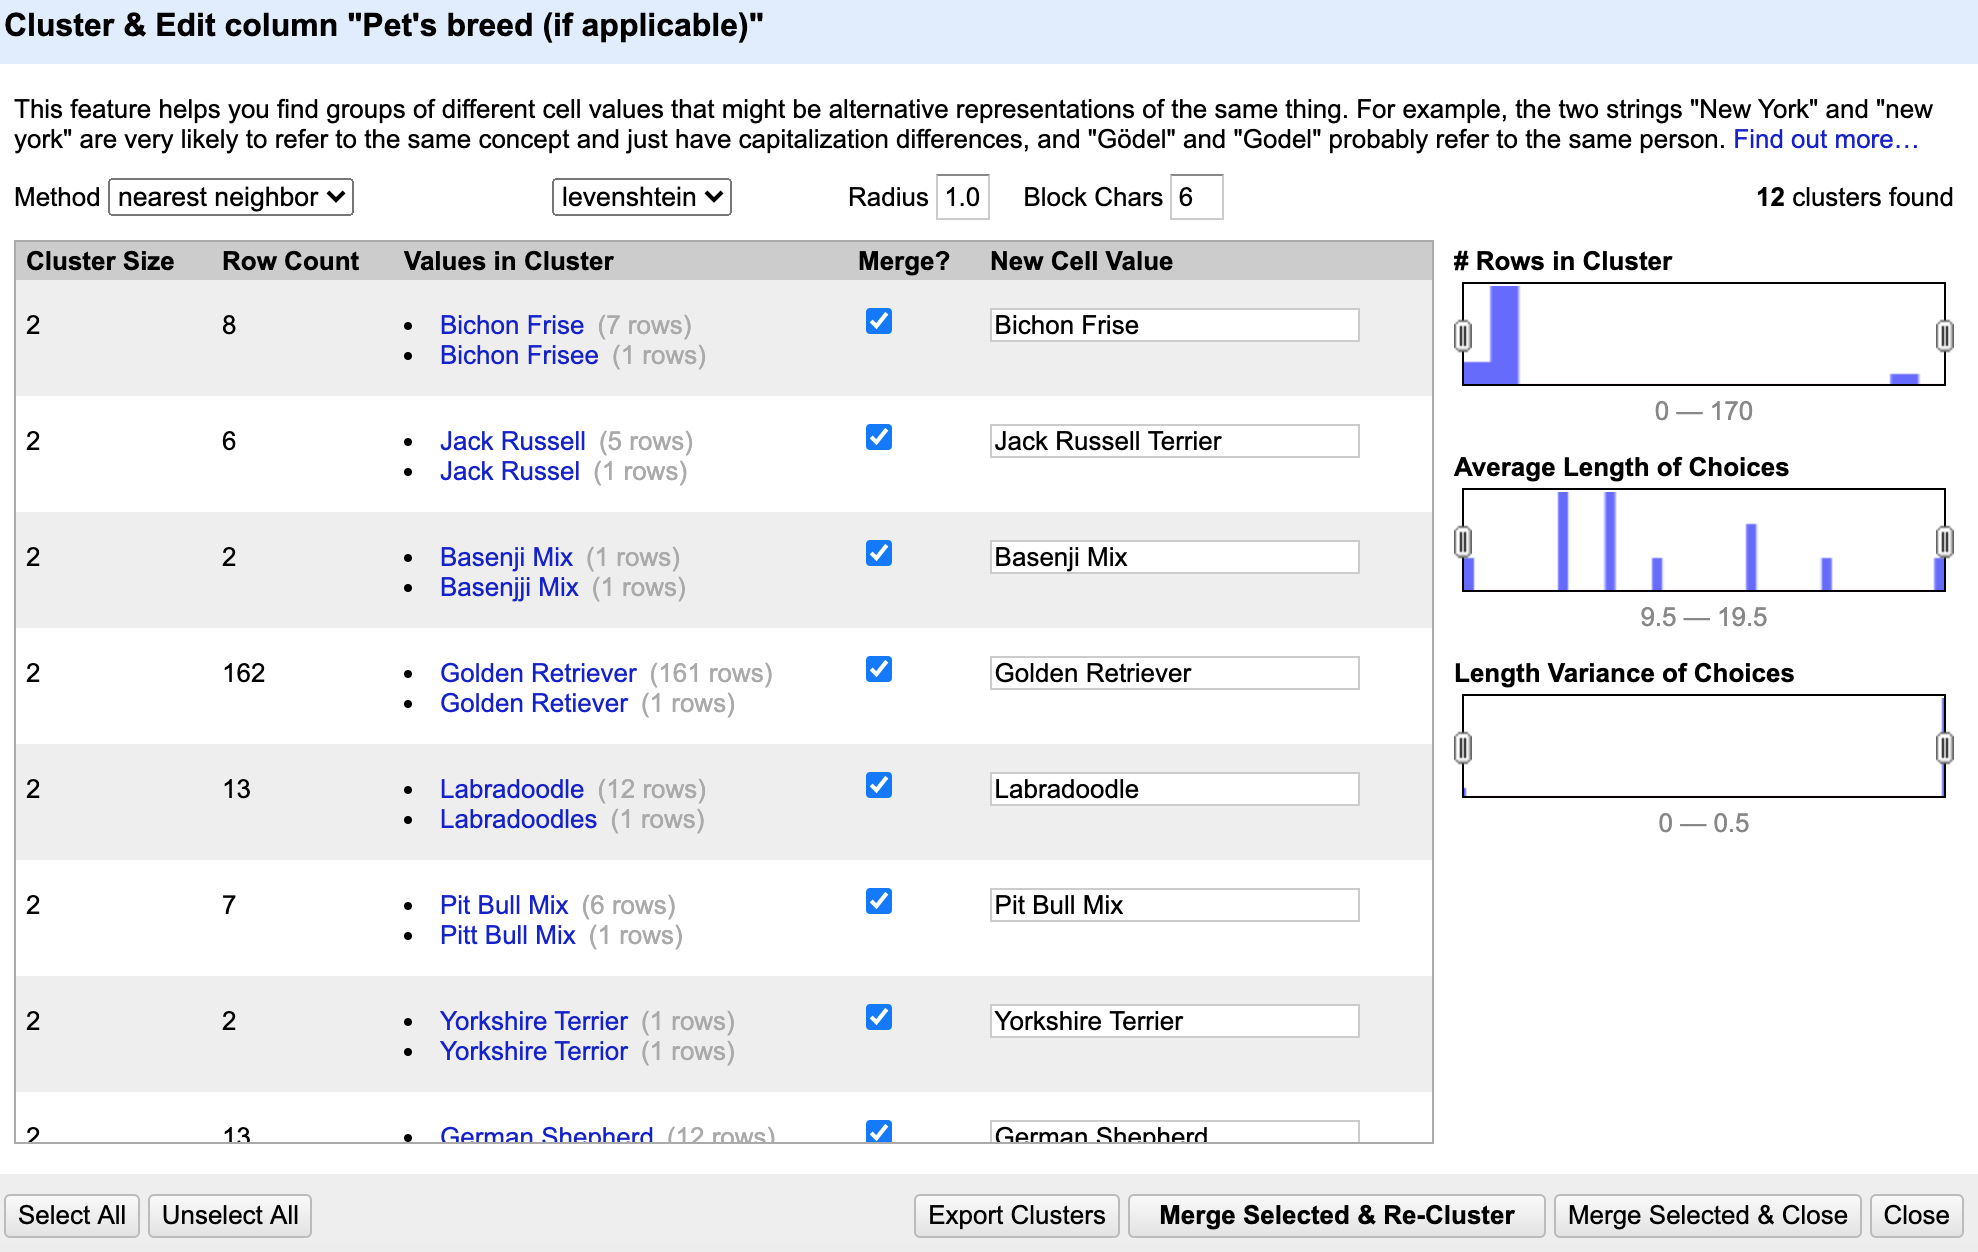 Cluster & Edit column "Pet's breed (if applicable)"
This feature helps you find groups of different cell values that might be alternative representations of the same thing. For example, the two strings "New York" and "new
york" are very likely to refer to the same concept and just have capitalization differences, and "Gödel" and "Godel" probably refer to the same person. Find out more…
Method nearest neighbor levenshtein Radius 1.0 Block Chars 6 12 clusters found
Cluster Size Row Count Values in Cluster Merge? New Cell Value
2 8 • Bichon Frise (7 rows) Bichon Frise
• Bichon Frisee (1 rows)
2 6 • Jack Russell (5 rows) Jack Russell Terrier
• Jack Russel (1 rows)
2 2 • Basenji Mix (1 rows) Basenji Mix
• Basenjji Mix (1 rows)
2 162 • Golden Retriever (161 rows) Golden Retriever
• Golden Retiever (1 rows)
2 13 • Labradoodle (12 rows) Labradoodle
• Labradoodles (1 rows)
2 7 • Pit Bull Mix (6 rows) Pit Bull Mix
• Pitt Bull Mix (1 rows)
2 2 • Yorkshire Terrier (1 rows) Yorkshire Terrier
• Yorkshire Terrior (1 rows)
2 13 • German Shepherd (12 rows) German Shepherd
# Rows in Cluster
0 — 170
Average Length of Choices
9.5 — 19.5
Length Variance of Choices
0 — 0.5
Select All Unselect All Export Clusters Merge Selected & Re-Cluster Merge Selected & Close Close